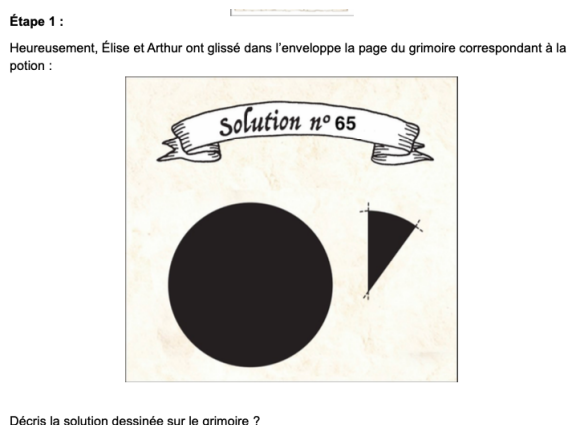 Étape 1 :
Heureusement, Élise et Arthur ont glissé dans l'enveloppe la page du grimoire correspondant à la
potion :
Solution nº 65
Décris la solution dessinée sur le grimoire ?